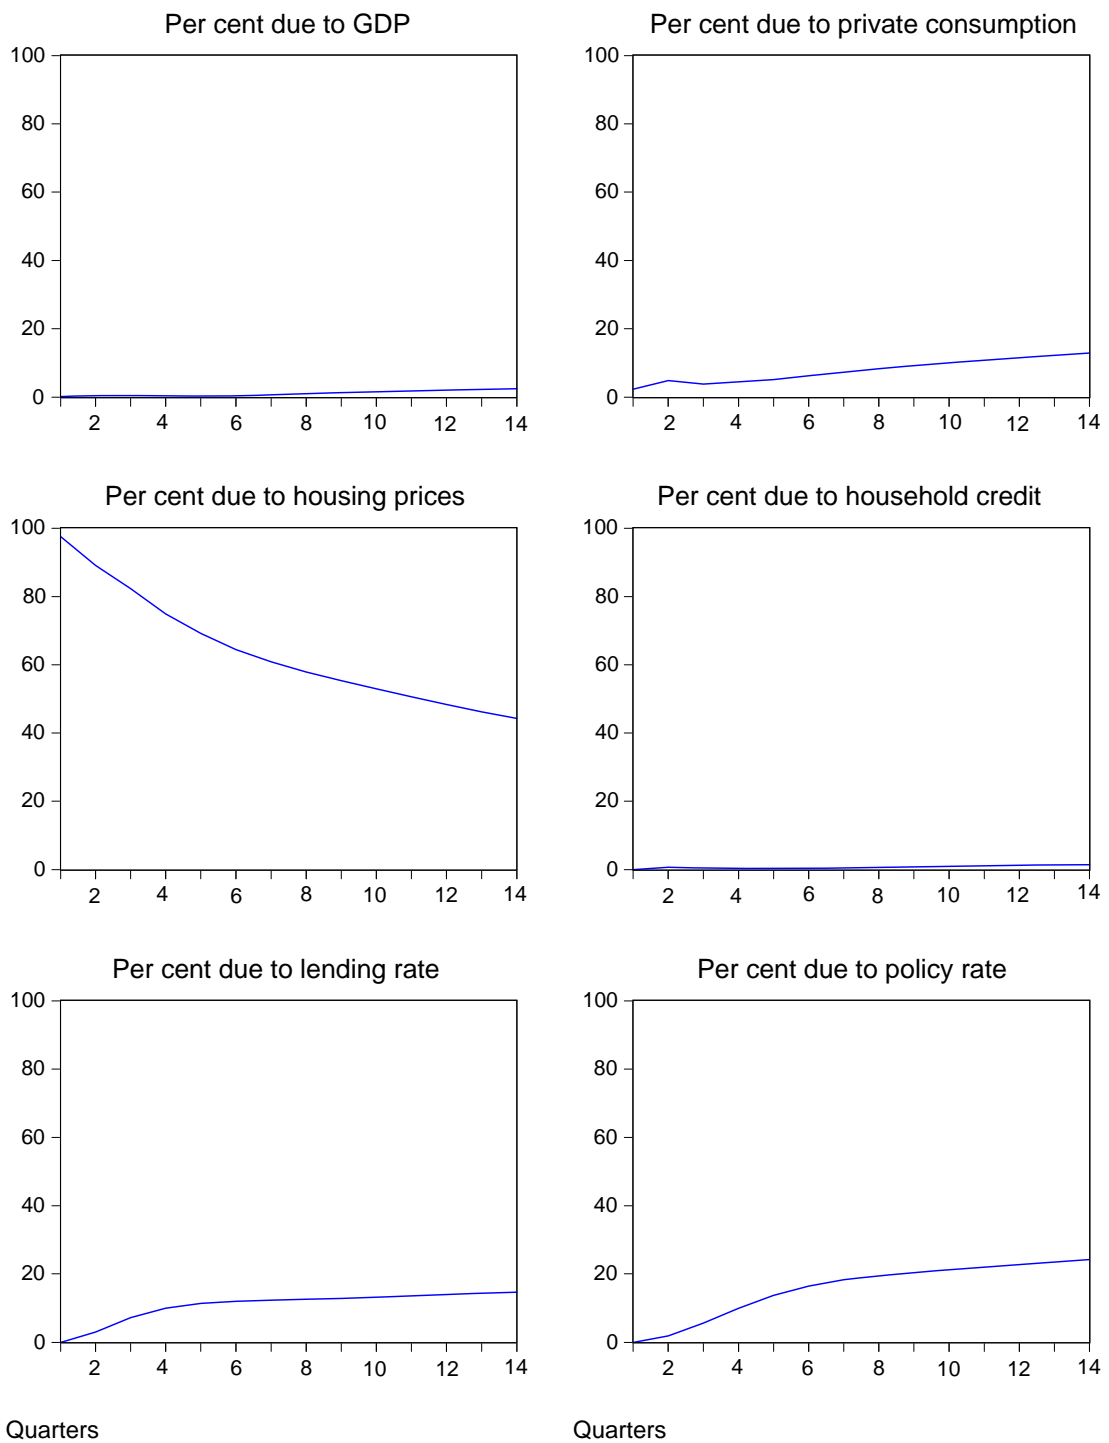 Per cent due to GDP
100
80
60
40
20
0
2 4 6 8 10 12 14
Per cent due to private consumption
100
80
60
40
20
0
2 4 6 8 10 12 14
Per cent due to housing prices
100
80
60
40
20
0
2 4 6 8 10 12 14
Per cent due to household credit
100
80
60
40
20
0
2 4 6 8 10 12 14
Per cent due to lending rate
100
80
60
40
20
0
2 4 6 8 10 12 14
Quarters
Per cent due to policy rate
100
80
60
40
20
0
2 4 6 8 10 12 14
Quarters